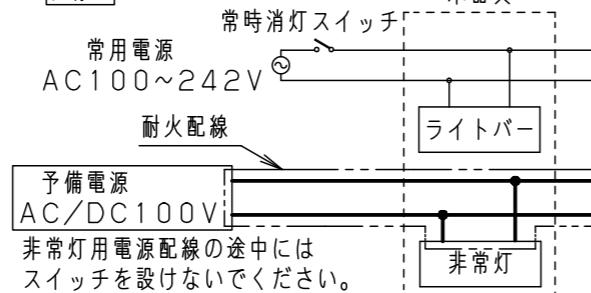 常時消灯スイッチ
常用電源
AC100~242V
ライトバー
耐火配線
予備電源
AC/DC100V
非常灯用電源配線の途中には
スイッチを設けないでください。
非常灯